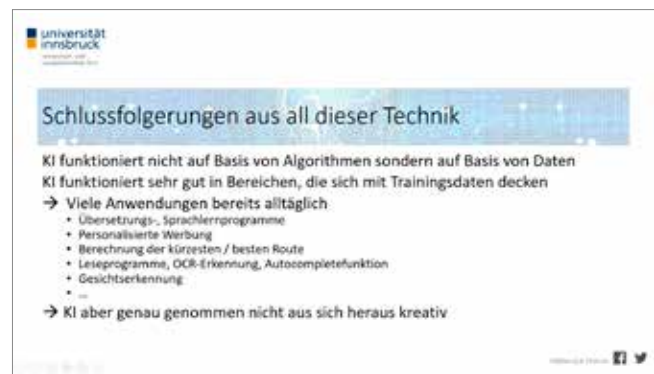 universität
innsbruck
Schlussfolgerungen aus all dieser Technik
KI funktioniert nicht auf Basis von Algorithmen sondern auf Basis von Daten
KI funktioniert sehr gut in Bereichen, die sich mit Trainingsdaten decken
→ Viele Anwendungen bereits alltäglich
• Übersetzungs-, Sprachlernprogramme
• Personalisierte Werbung
• Berechnung der kürzesten / besten Route
• Leseprogramme, OCR-Erkennung, Autocompletefunktion
• Gesichtserkennung
• ...
→ KI aber genau genommen nicht aus sich heraus kreativ